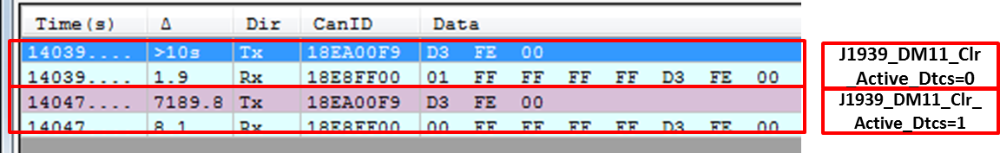 Time(s) Δ Dir CanID Data
14039.... >10s Tx 18EA00F9 D3 FE 00
14039.... 1.9 Rx 18E8FF00 01 FF FF FF FF D3 FE 00
14047.... 7189.8 Tx 18EA00F9 D3 FE 00
14047 8.1 Rx 18E8FF00 00 FF FF FF FF D3 FE 00
J1939_DM11_Clr
_Active_Dtcs=0
J1939_DM11_Clr_
Active_Dtcs=1